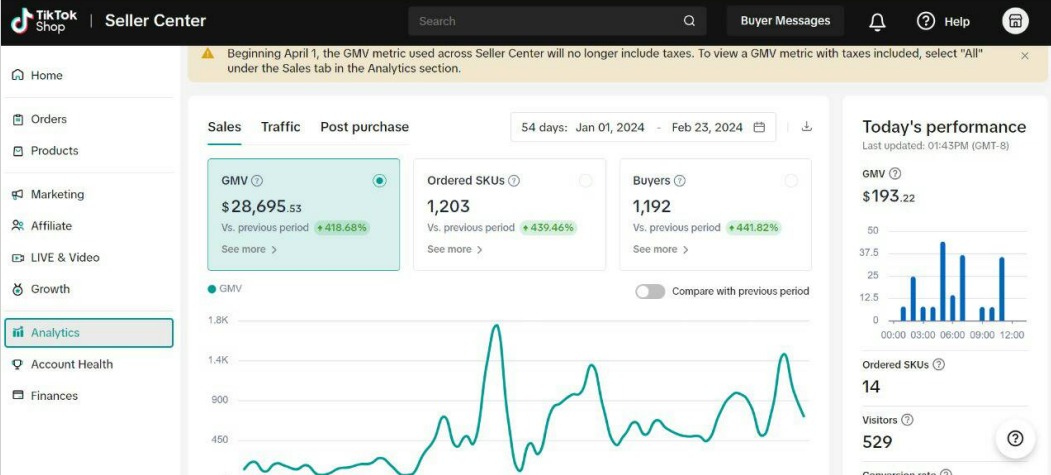 TikTok
Shop
Seller Center
Search
Buyer Messages
Help
Beginning April 1, the GMV metric used across Seller Center will no longer include taxes. To view a GMV metric with taxes included, select "All"
under the Sales tab in the Analytics section.
Home
Orders
Products
Marketing
Affiliate
LIVE & Video
Growth
Analytics
Account Health
Finances
Sales
Traffic
Post purchase
54 days: Jan 01, 2024 - Feb 23, 2024
GMV
$28,695.53
Vs. previous period 418.68%
See more
Ordered SKUs
1,203
Vs. previous period 439.46%
See more
Buyers
1,192
Vs. previous period 441.82%
See more
GMV
Compare with previous period
1.8K
1.4K
900
450
Today's performance
Last updated: 01:43PM (GMT-8)
GMV
$193.22
50
37.5
25
12.5
0
00:00 03:00 06:00 09:00 12:00
Ordered SKUs
14
Visitors
529
Conversion rate